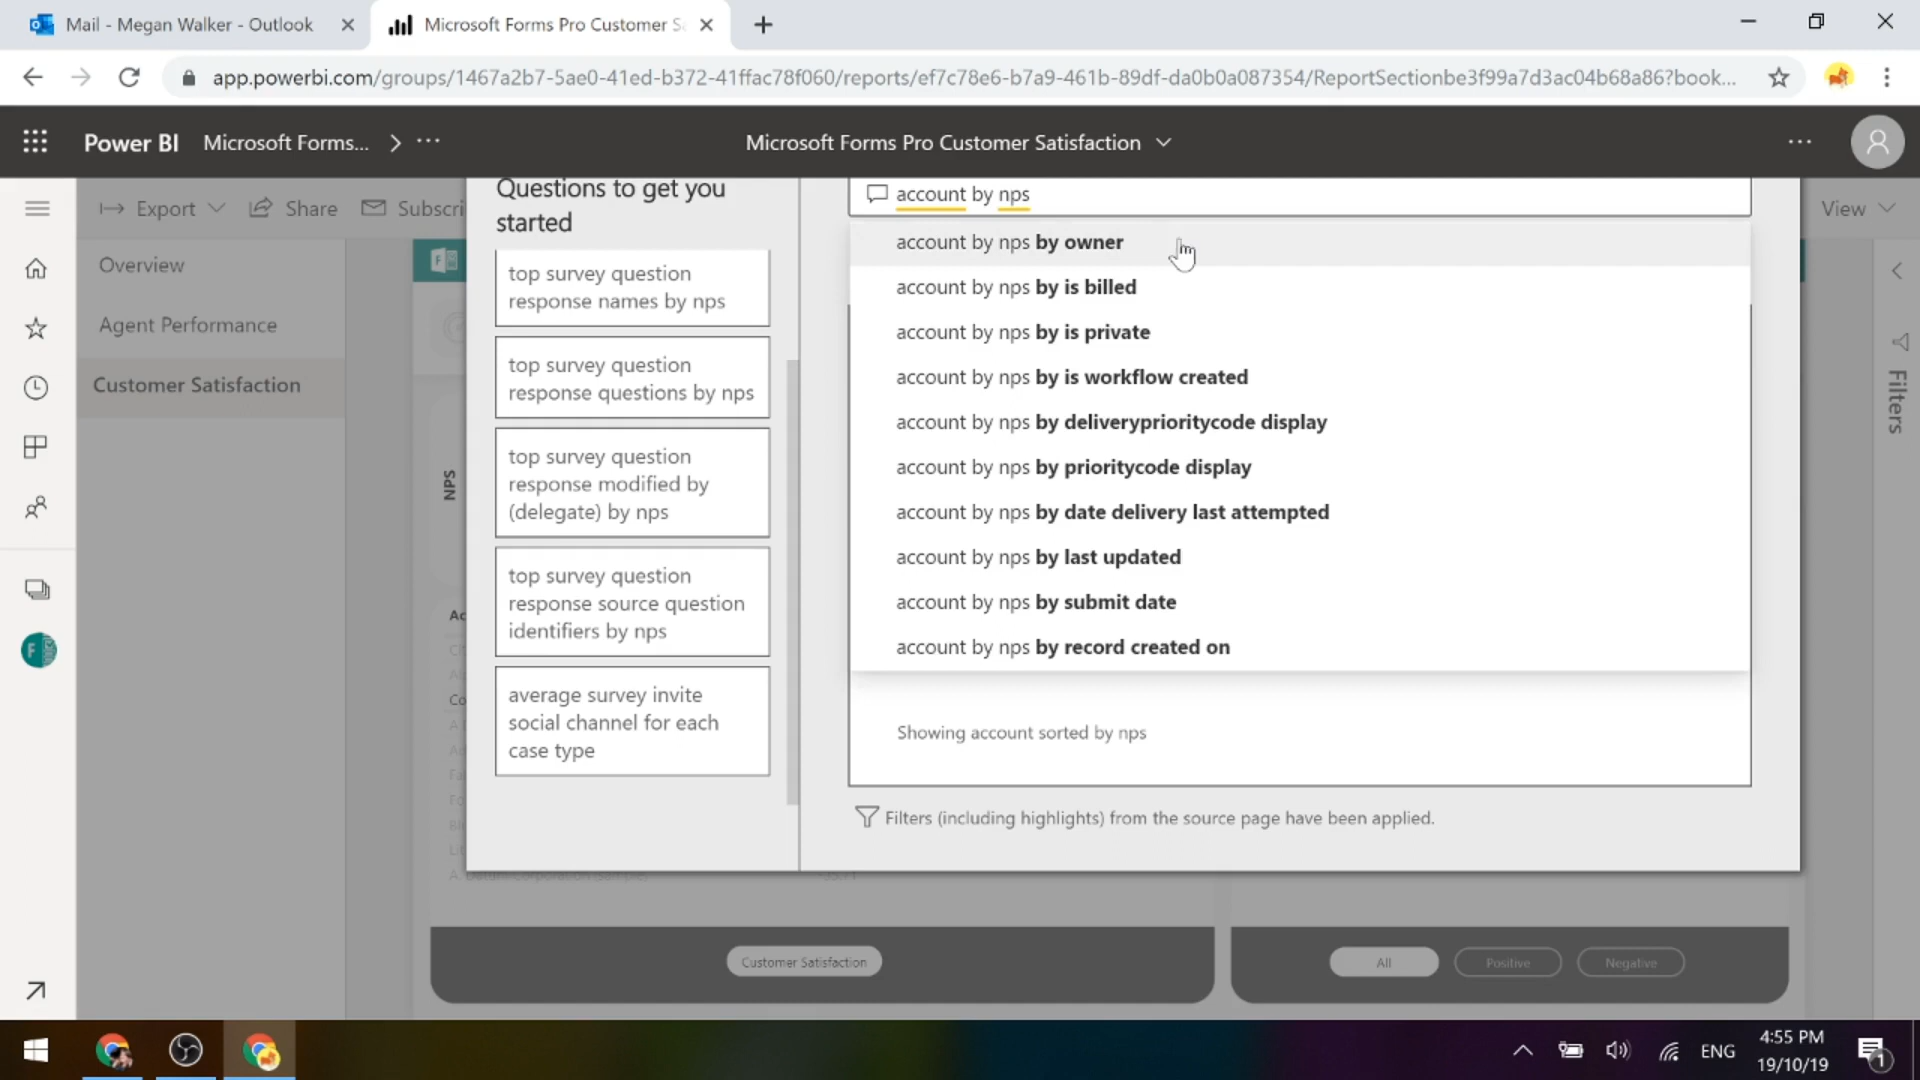 Mail - Megan Walker - Outlook
Microsoft Forms Pro Customer Sa
app.powerbi.com/groups/1467a2b7-5ae0-41ed-b372-41ffac78f060/reports/ef7c78e6-b7a9-461b-89df-da0b0a087354/ReportSectionbe3f99a7d3ac04b68a86?book...
Power BI
Microsoft Forms...
Microsoft Forms Pro Customer Satisfaction
Export
Share
Subscri
View
Overview
Agent Performance
Customer Satisfaction
Questions to get you
started
top survey question
response names by nps
top survey question
response questions by nps
top survey question
response modified by
(delegate) by nps
top survey question
response source question
identifiers by nps
average survey invite
social channel for each
case type
account by nps
account by nps by owner
account by nps by is billed
account by nps by is private
account by nps by is workflow created
account by nps by deliveryprioritycode display
account by nps by prioritycode display
account by nps by date delivery last attempted
account by nps by last updated
account by nps by submit date
account by nps by record created on
Showing account sorted by nps
Filters (including highlights) from the source page have been applied.
Filters
NPS
Ac
Co
F
Customer Satisfaction
All
Positive
Negative
ENG
4:55 PM
19/10/19
1